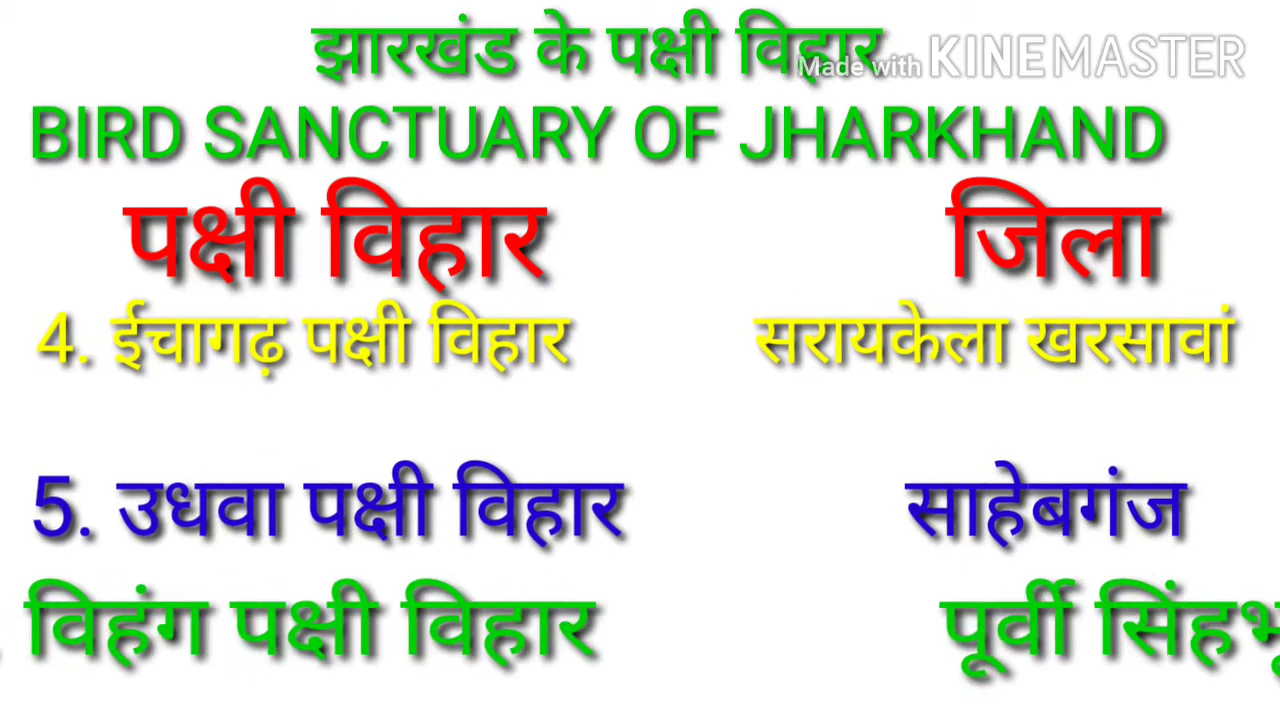 झारखंड के पक्षी विहार
Made with KINEMASTER
BIRD SANCTUARY OF JHARKHAND
पक्षी विहार जिला
4. ईचागढ़ पक्षी विहार सरायकेला खरसावां
5. उधवा पक्षी विहार साहेबगंज
. विहंग पक्षी विहार पूर्वी